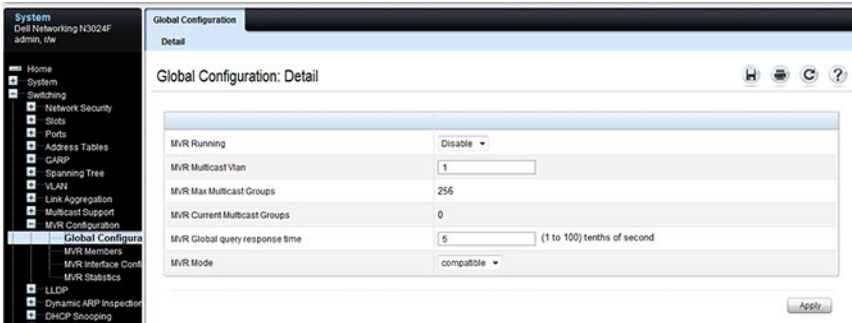 System
Dell Networking N3024F
admin, r/w
Home
System
Switching
Network Security
Slots
Ports
Address Tables
GARP
Spanning Tree
VLAN
Link Aggregation
Multicast Support
MVR Configuration
Global Configura
MVR Members
MVR Interface Confi
MVR Statistics
LLDP
Dynamic ARP Inspection
DHCP Snooping
Global Configuration
Detail
Global Configuration: Detail
H C ?
MVR Running Disable
MVR Multicast Vlan 1
MVR Max Multicast Groups 256
MVR Current Multicast Groups 0
MVR Global query response time 5 (1 to 100) tenths of second
MVR Mode compatible
Apply